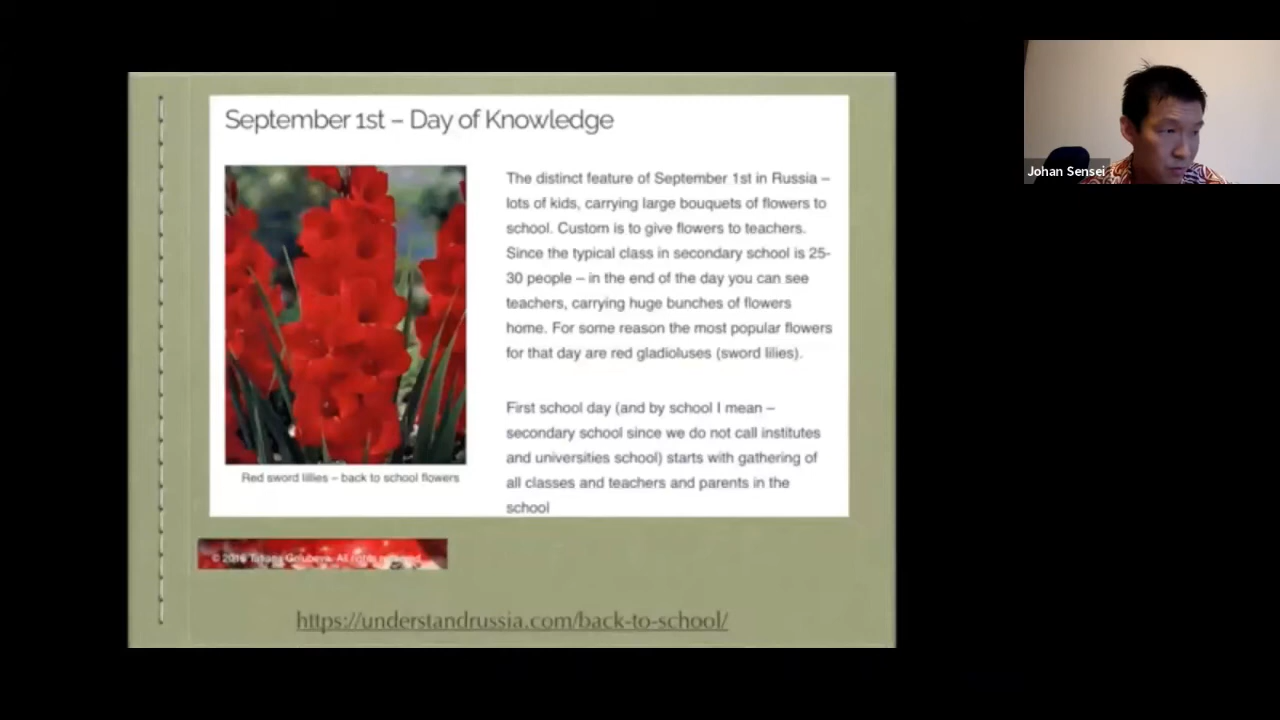 September 1st – Day of Knowledge
The distinct feature of September 1st in Russia –
lots of kids, carrying large bouquets of flowers to
school. Custom is to give flowers to teachers.
Since the typical class in secondary school is 25-
30 people – in the end of the day you can see
teachers, carrying huge bunches of flowers
home. For some reason the most popular flowers
for that day are red gladioluses (sword lilies).
First school day (and by school I mean –
secondary school since we do not call institutes
and universities school) starts with gathering of
all classes and teachers and parents in the
school
Red sword lillies – back to school flowers
© 2016 Tatiana Golubeva. All rights reserved.
https://understandrussia.com/back-to-school/
Johan Sensei